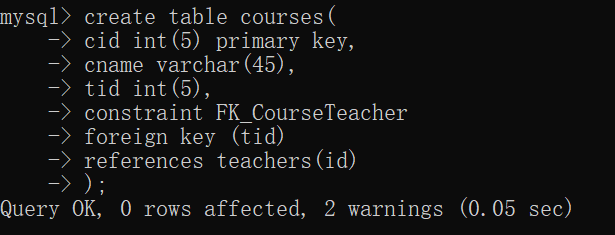 mysql> create table courses(
    -> cid int(5) primary key,
    -> cname varchar(45),
    -> tid int(5),
    -> constraint FK_CourseTeacher
    -> foreign key (tid)
    -> references teachers(id)
    -> );
Query OK, 0 rows affected, 2 warnings (0.05 sec)